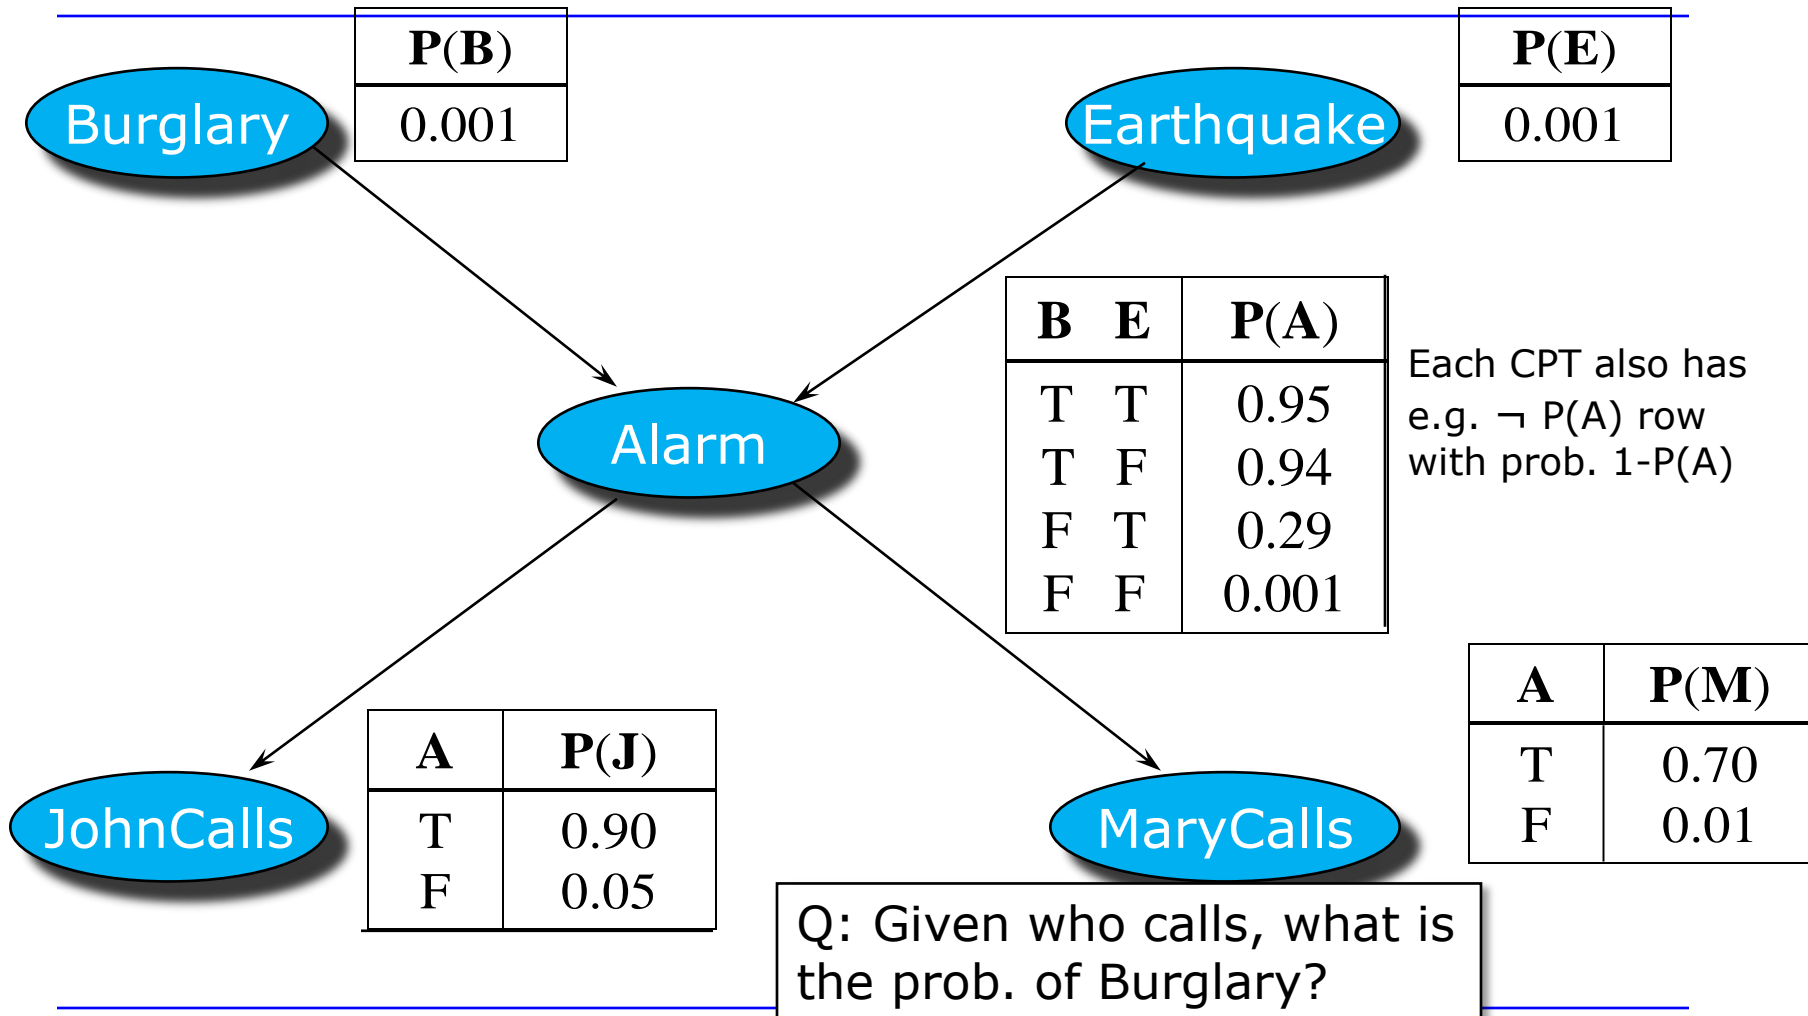 P(B)
0.001
Burglary
P(E)
0.001
Earthquake
B E P(A)
T T 0.95
T F 0.94
F T 0.29
F F 0.001
Each CPT also has
e.g. ¬ P(A) row
with prob. 1-P(A)
Alarm
A P(J)
T 0.90
F 0.05
JohnCalls
A P(M)
T 0.70
F 0.01
MaryCalls
Q: Given who calls, what is
the prob. of Burglary?